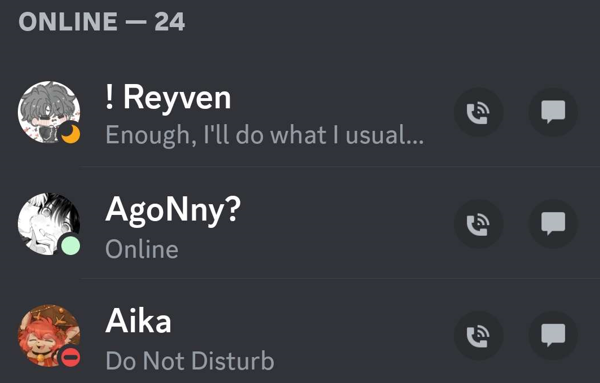 ONLINE — 24
! Reyven
Enough, I'll do what I usual...
AgoNny?
Online
Aika
Do Not Disturb